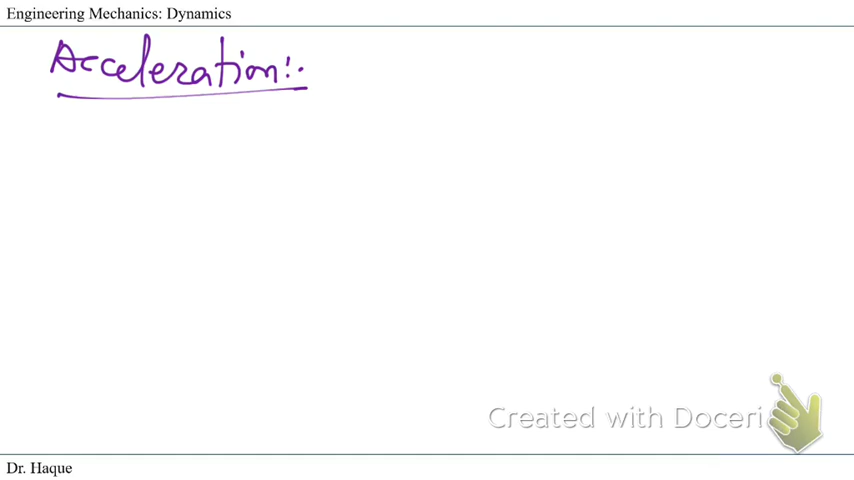 Engineering Mechanics: Dynamics
Acceleration:-
Created with Doceri
Dr. Haque